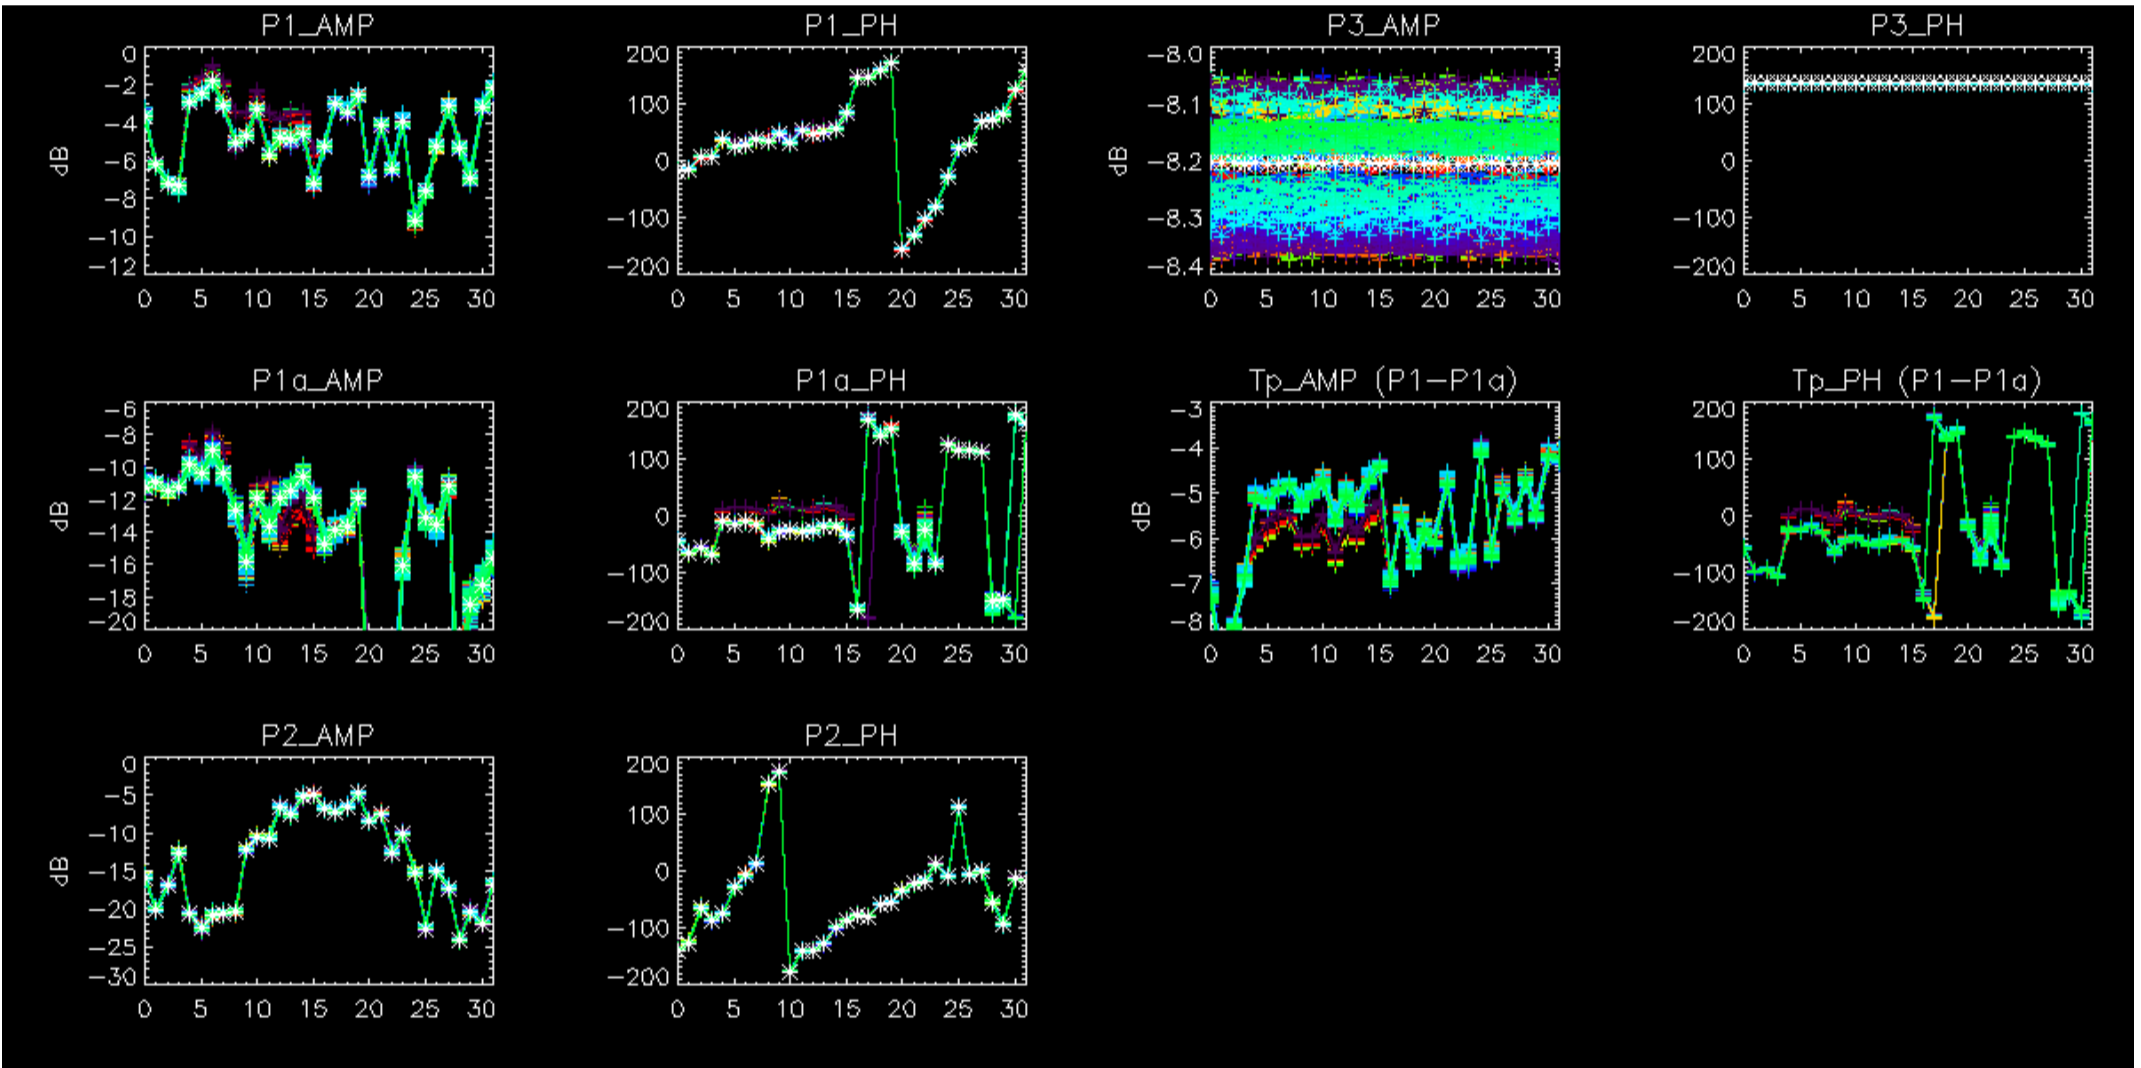 P1_AMP
0
-2
-4
-6
-8
-10
-12
dB
0 5 10 15 20 25 30
P1_PH
200
100
0
-100
-200
0 5 10 15 20 25 30
P3_AMP
-8.0
-8.1
-8.2
-8.3
-8.4
dB
0 5 10 15 20 25 30
P3_PH
200
100
0
-100
-200
0 5 10 15 20 25 30
P1a_AMP
-6
-8
-10
-12
-14
-16
-18
-20
dB
0 5 10 15 20 25 30
P1a_PH
200
100
0
-100
-200
0 5 10 15 20 25 30
Tp_AMP (P1-P1a)
-3
-4
-5
-6
-7
-8
dB
0 5 10 15 20 25 30
Tp_PH (P1-P1a)
200
100
0
-100
-200
0 5 10 15 20 25 30
P2_AMP
0
-5
-10
-15
-20
-25
-30
dB
0 5 10 15 20 25 30
P2_PH
200
100
0
-100
-200
0 5 10 15 20 25 30